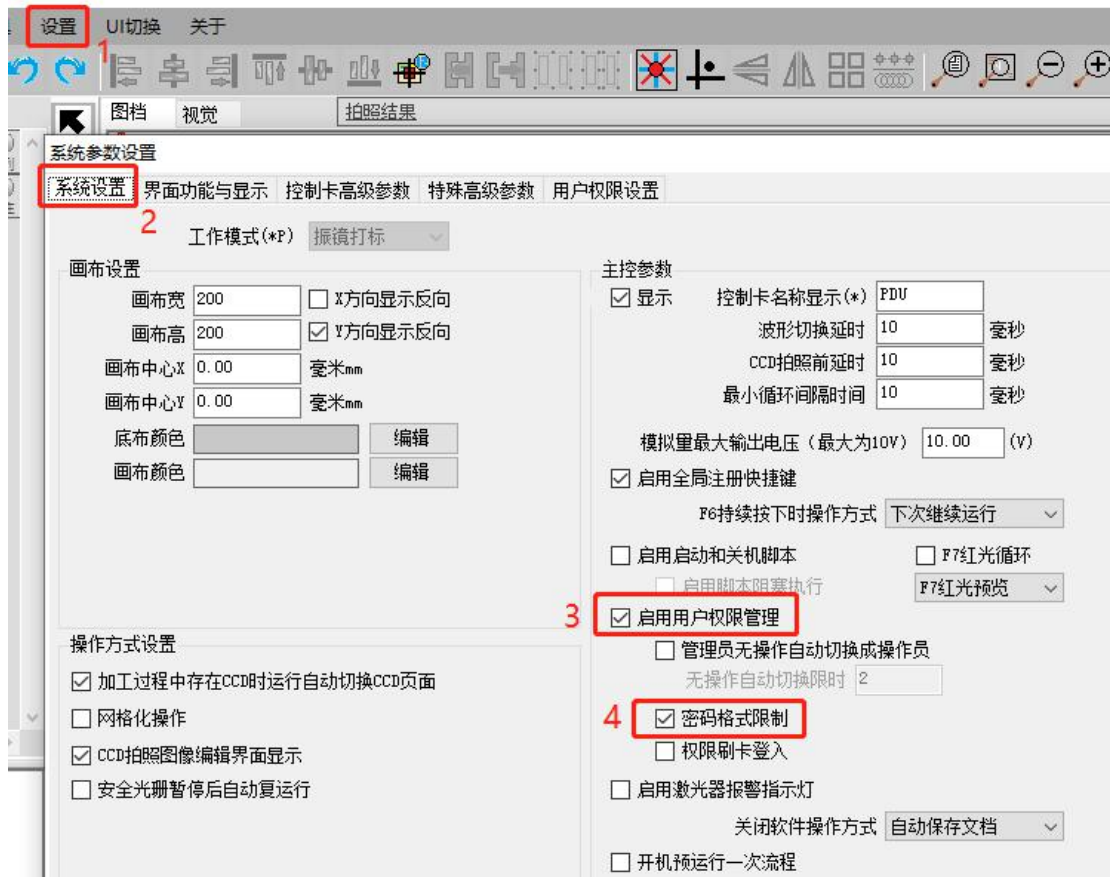 设置 UI切换 关于
1
图档 视觉 拍照结果
系统参数设置
系统设置 界面功能与显示 控制卡高级参数 特殊高级参数 用户权限设置
2
工作模式(*P) 振镜打标
画布设置
画布宽 200 X方向显示反向
画布高 200 Y方向显示反向
画布中心X 0.00 毫米mm
画布中心Y 0.00 毫米mm
底布颜色 编辑
画布颜色 编辑
操作方式设置
加工过程中存在CCD时运行自动切换CCD页面
网格化操作
CCD拍照图像编辑界面显示
安全光珊暂停后自动复运行
主控参数
显示 控制卡名称显示(*) PDU
波形切换延时 10 毫秒
CCD拍照前延时 10 毫秒
最小循环间隔时间 10 毫秒
模拟量最大输出电压（最大为10V） 10.00 (V)
启用全局注册快捷键
F6持续按下时操作方式 下次继续运行
启用启动和关机脚本 F7红光循环
启用脚本阻塞执行 F7红光预览
3 启用用户权限管理
管理员无操作自动切换成操作员
无操作自动切换限时 2
4 密码格式限制
权限刷卡登入
启用激光器报警指示灯
关闭软件操作方式 自动保存文档
开机预运行一次流程